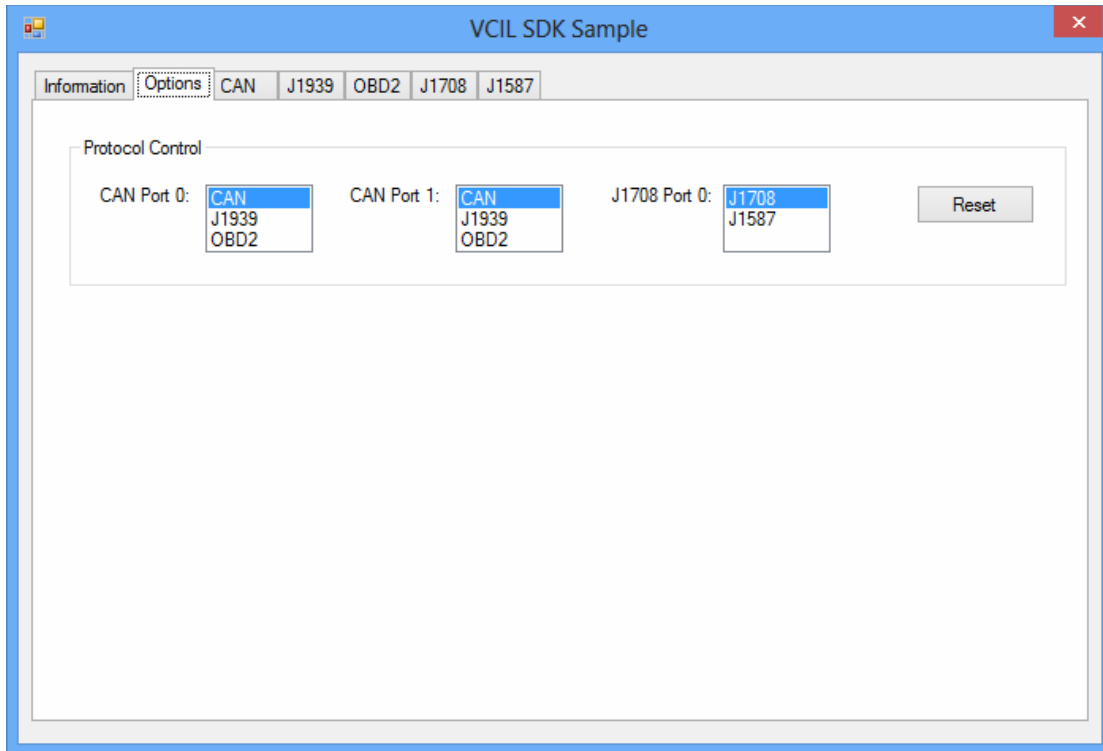 VCIL SDK Sample
Information Options CAN J1939 OBD2 J1708 J1587
Protocol Control
CAN Port 0: CAN
J1939
OBD2
CAN Port 1: CAN
J1939
OBD2
J1708 Port 0: J1708
J1587
Reset